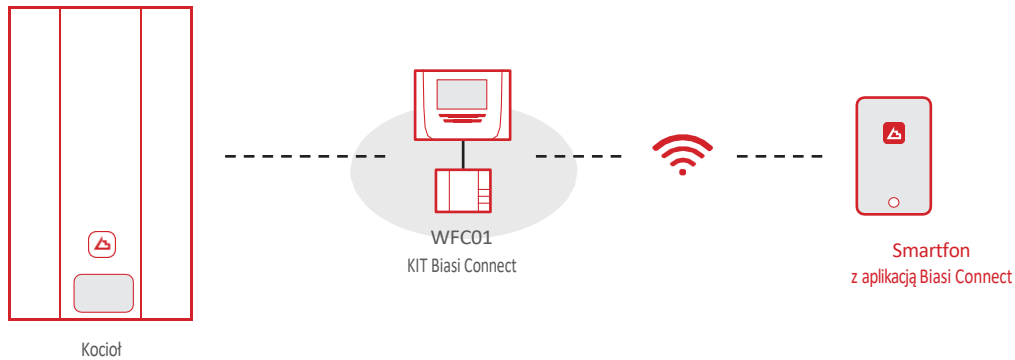 WFC01
KIT Biasi Connect
Smartfon
z aplikacją Biasi Connect
Kocioł